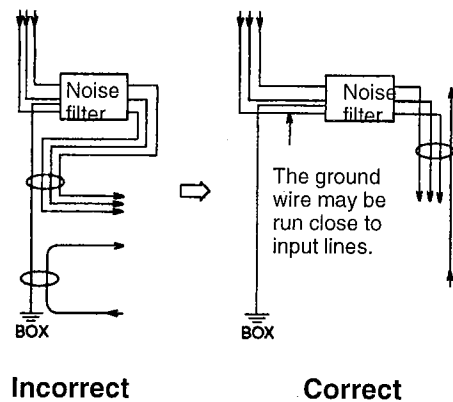 Noise
filter
BOX
Incorrect
Noise
filter
The ground
wire may be
run close to
input lines.
BOX
Correct